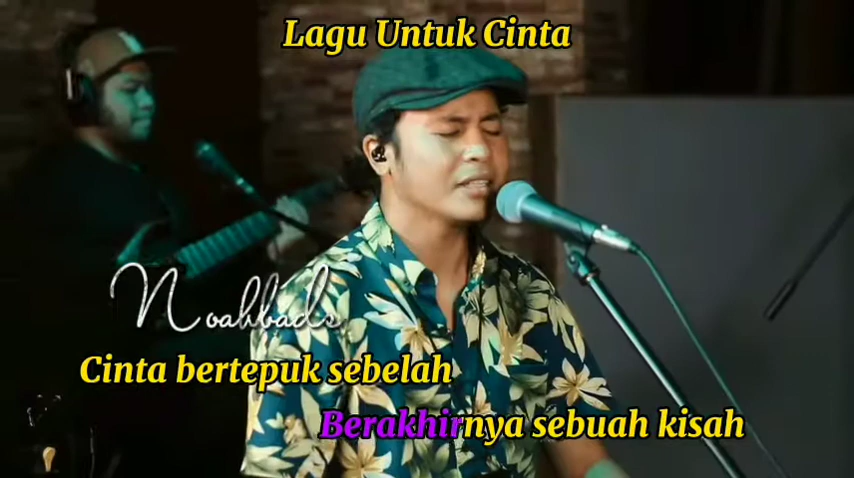 Lagu Untuk Cinta
Noahbads
Cinta bertepuk sebelah
Berakhirnya sebuah kisah